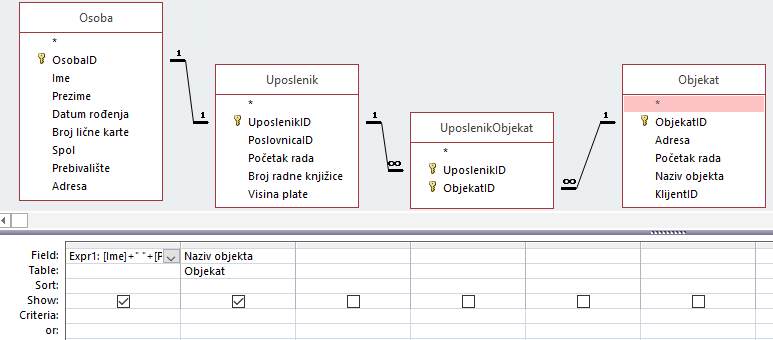 Osoba
*
OsobaID
Ime
Prezime
Datum rođenja
Broj lične karte
Spol
Prebivalište
Adresa
1
1
Uposlenik
*
UposlenikID
PoslovnicaID
Početak rada
Broj radne knjižice
Visina plate
1
∞
UposlenikObjekat
*
UposlenikID
ObjekatID
∞
1
Objekat
*
ObjekatID
Adresa
Početak rada
Naziv objekta
KlijentID
Field: Expr1: [Ime]+" "+[P Naziv objekta
Table: Objekat
Sort:
Show:
Criteria:
or: